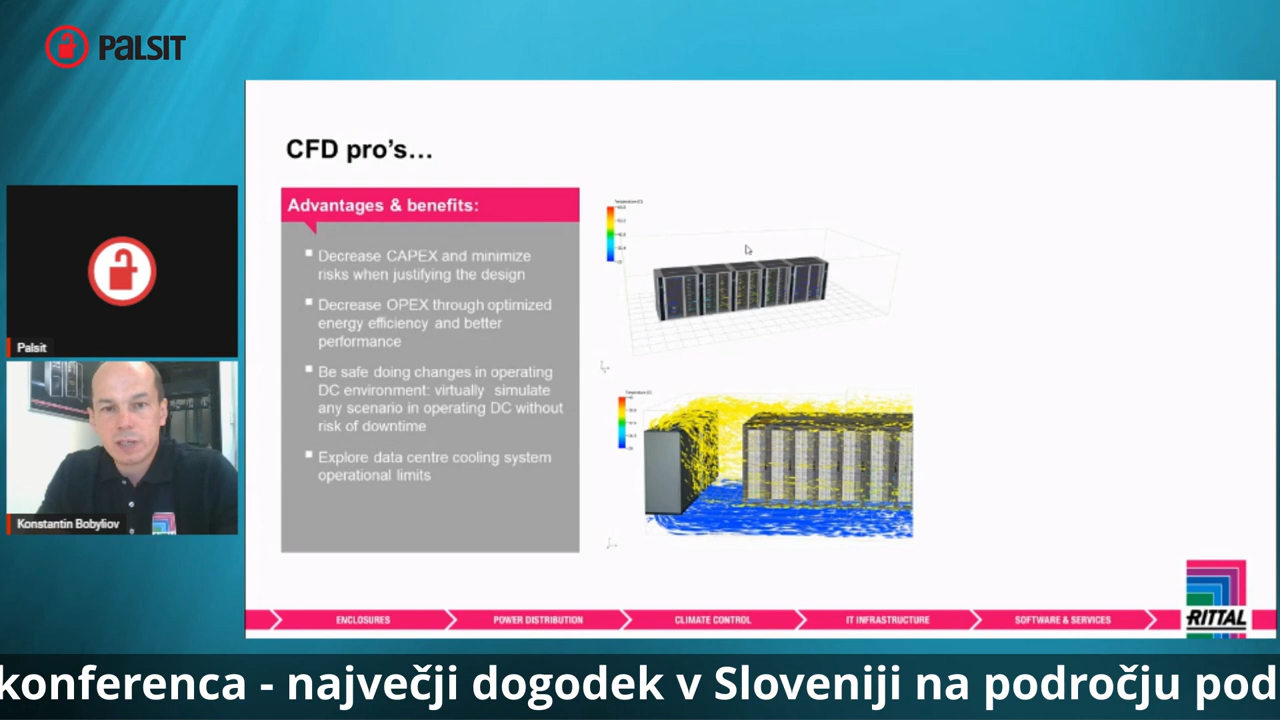 PALSIT
CFD pro's...
Advantages & benefits:
Decrease CAPEX and minimize
risks when justifying the design
Decrease OPEX through optimized
energy efficiency and better
performance
Be safe doing changes in operating
DC environment: virtually simulate
any scenario in operating DC without
risk of downtime
Explore data centre cooling system
operational limits
Temperature (C)
Temperature (C)
Palsit
Konstantin Bobyliov
ENCLOSURES
POWER DISTRIBUTION
CLIMATE CONTROL
IT INFRASTRUCTURE
SOFTWARE & SERVICES
RITTAL
konferenca - največji dogodek v Sloveniji na področju pod